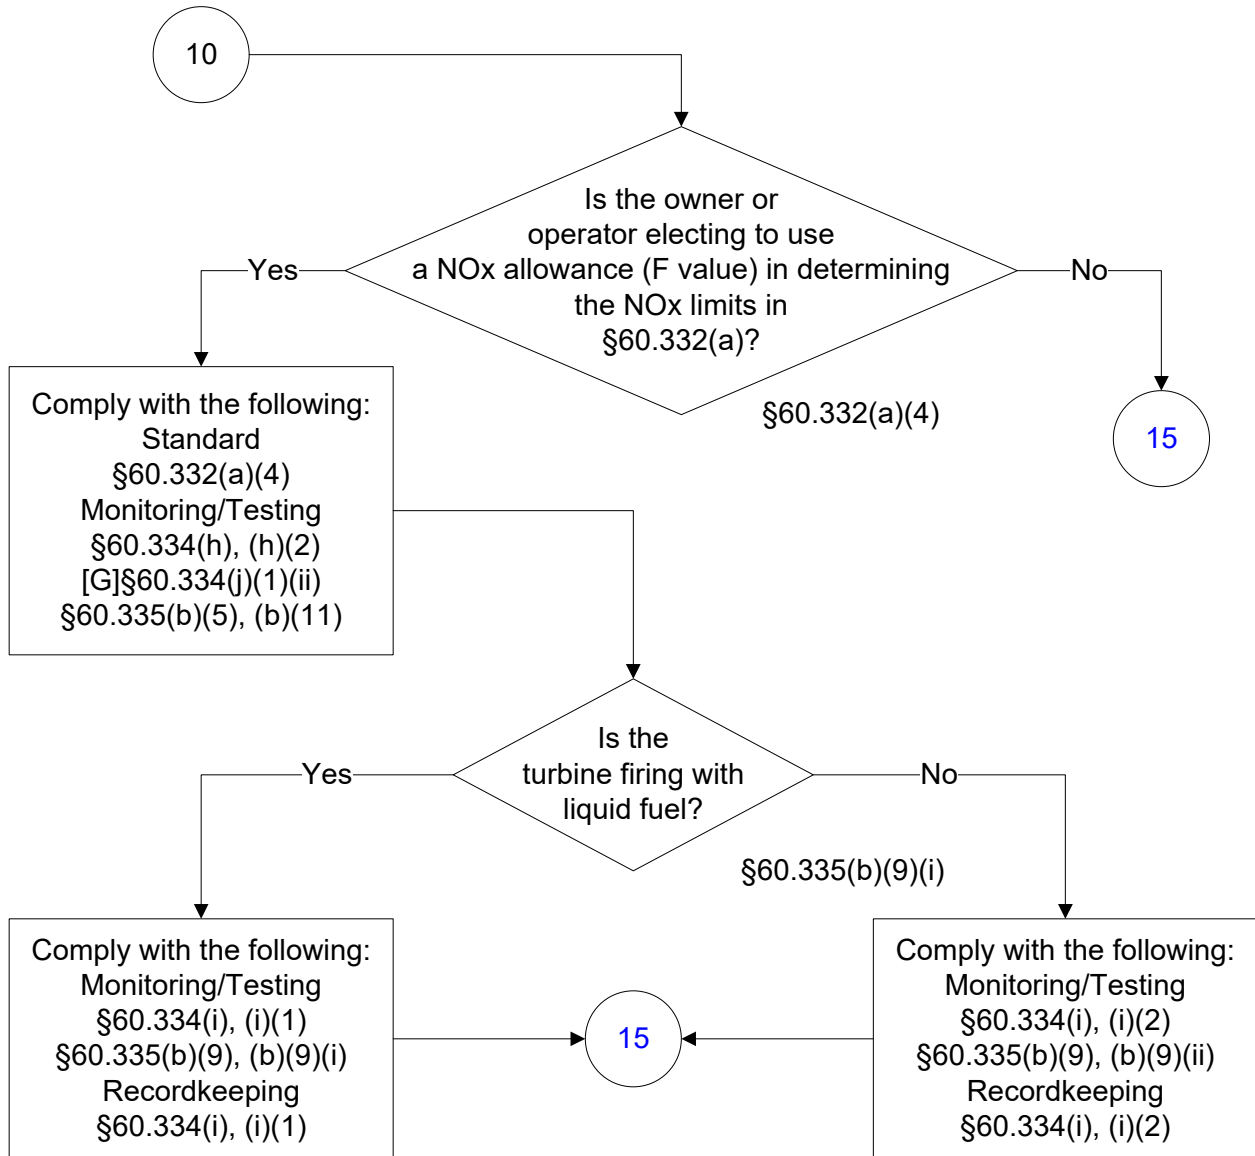 10
Is the owner or
operator electing to use
a NOx allowance (F value) in determining
the NOx limits in
§60.332(a)?
Yes
No
§60.332(a)(4)
15
Comply with the following:
Standard
§60.332(a)(4)
Monitoring/Testing
§60.334(h), (h)(2)
[G]§60.334(j)(1)(ii)
§60.335(b)(5), (b)(11)
Is the
turbine firing with
liquid fuel?
Yes
No
§60.335(b)(9)(i)
Comply with the following:
Monitoring/Testing
§60.334(i), (i)(1)
§60.335(b)(9), (b)(9)(i)
Recordkeeping
§60.334(i), (i)(1)
15
Comply with the following:
Monitoring/Testing
§60.334(i), (i)(2)
§60.335(b)(9), (b)(9)(ii)
Recordkeeping
§60.334(i), (i)(2)